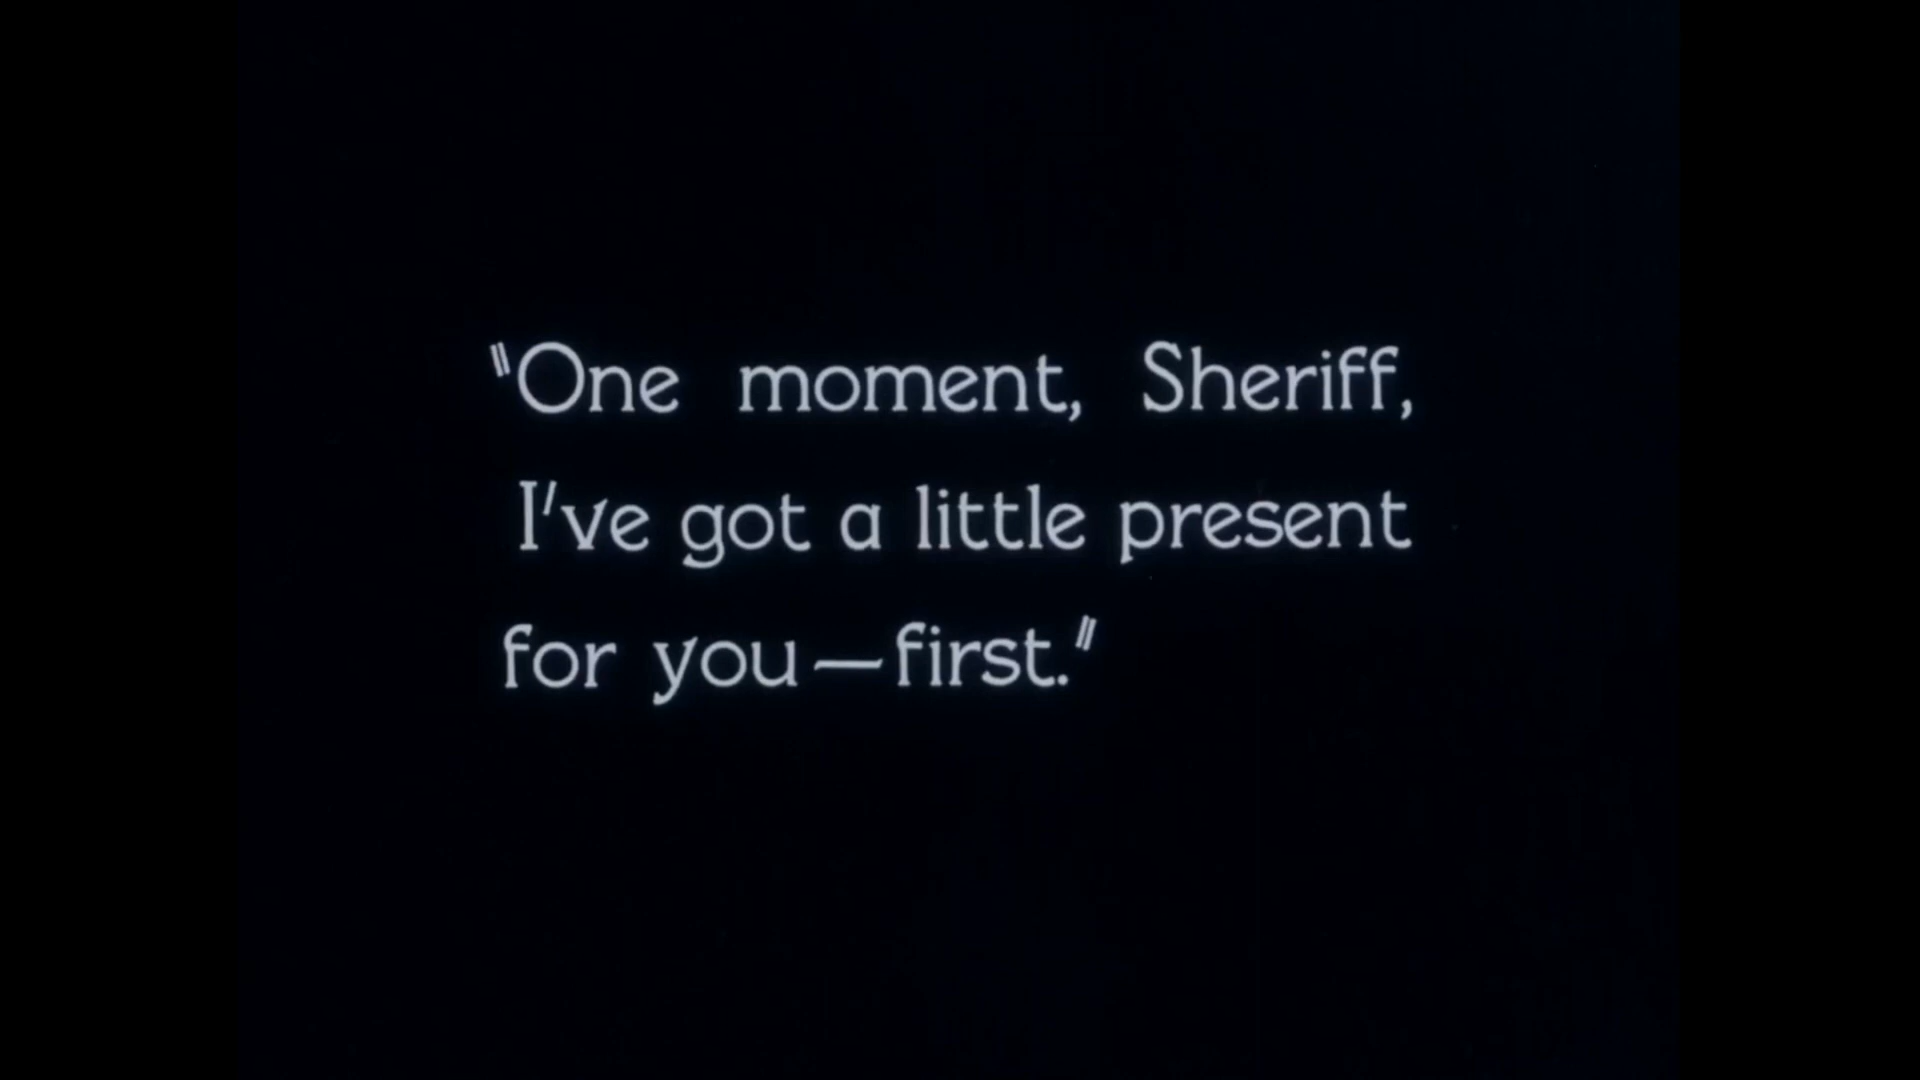 "One moment, Sheriff,
I've got a little present
for you—first."